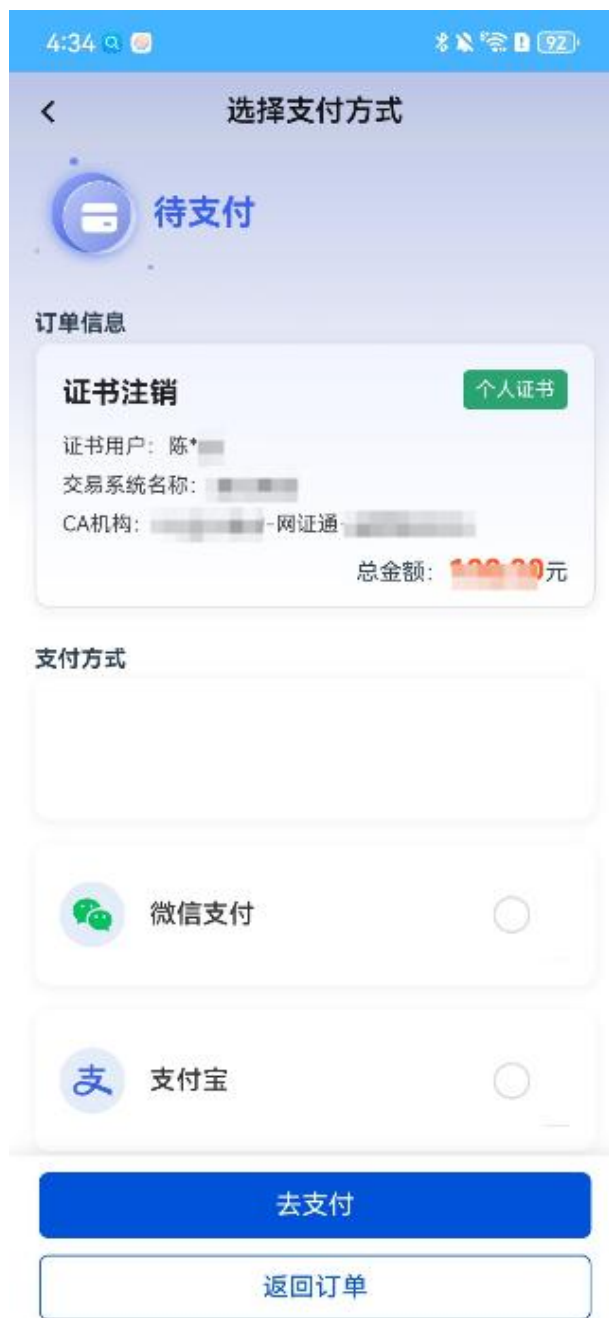 4:34
92
选择支付方式
待支付
订单信息
证书注销
个人证书
证书用户：陈*
交易系统名称：
CA机构：
-网证通-
总金额：
元
支付方式
微信支付
支付宝
去支付
返回订单